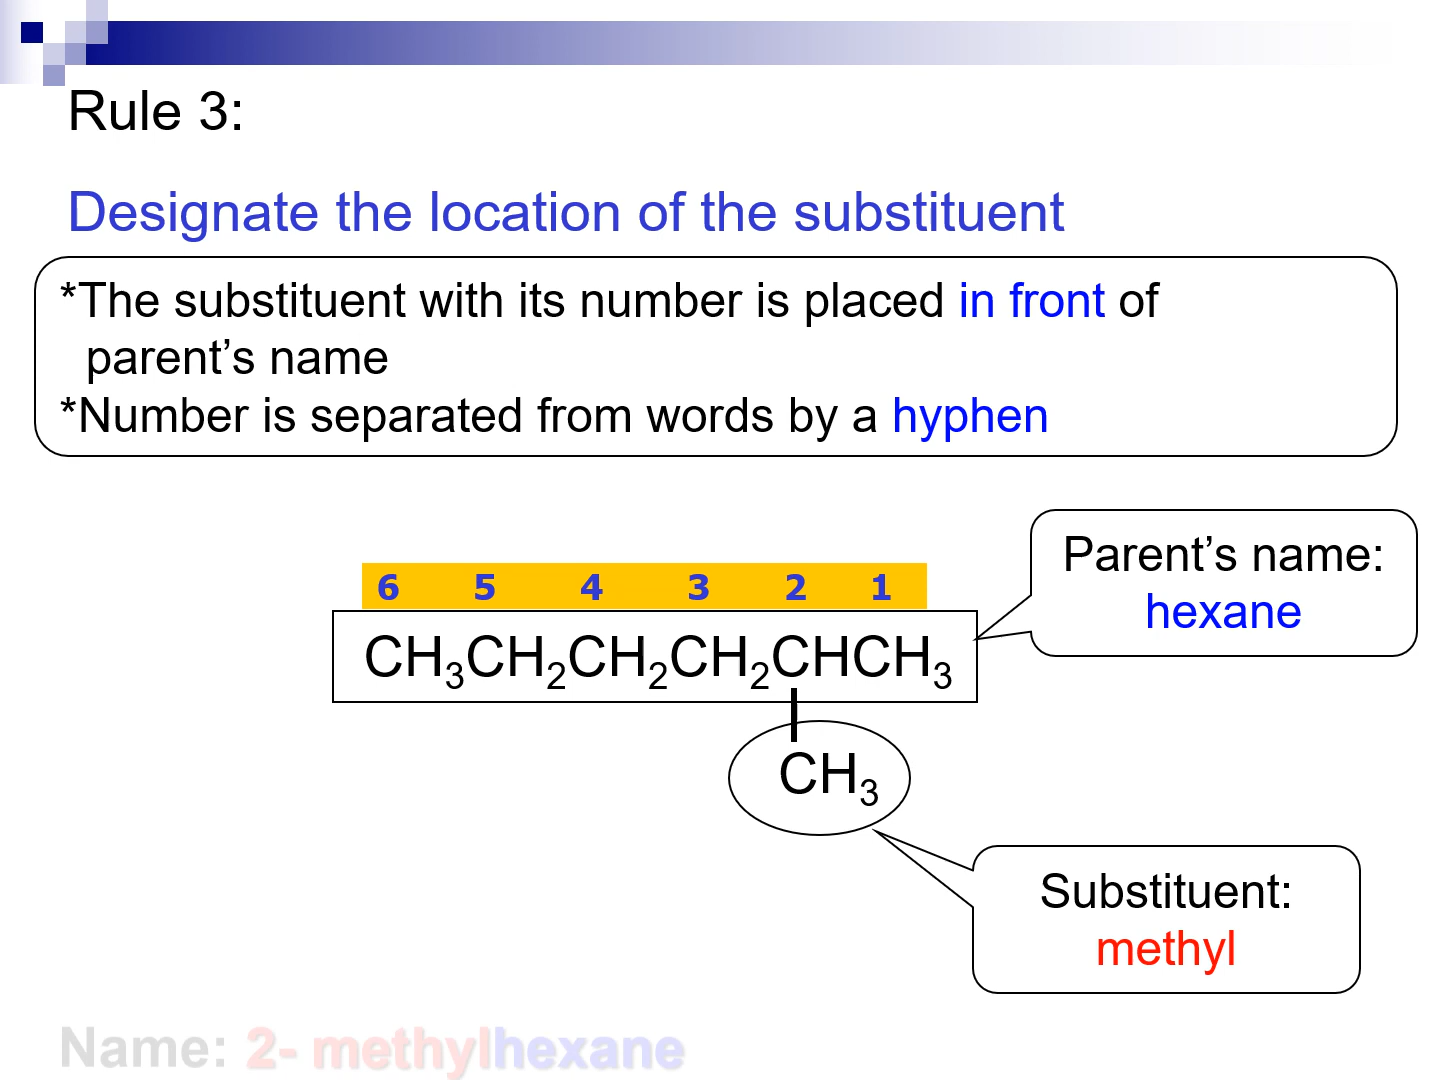 Rule 3:
Designate the location of the substituent
*The substituent with its number is placed in front of
parent’s name
*Number is separated from words by a hyphen
Parent’s name:
hexane
6 5 4 3 2 1
CH₃CH₂CH₂CH₂CHCH₃
CH₃
Substituent:
methyl
Name: 2- methylhexane